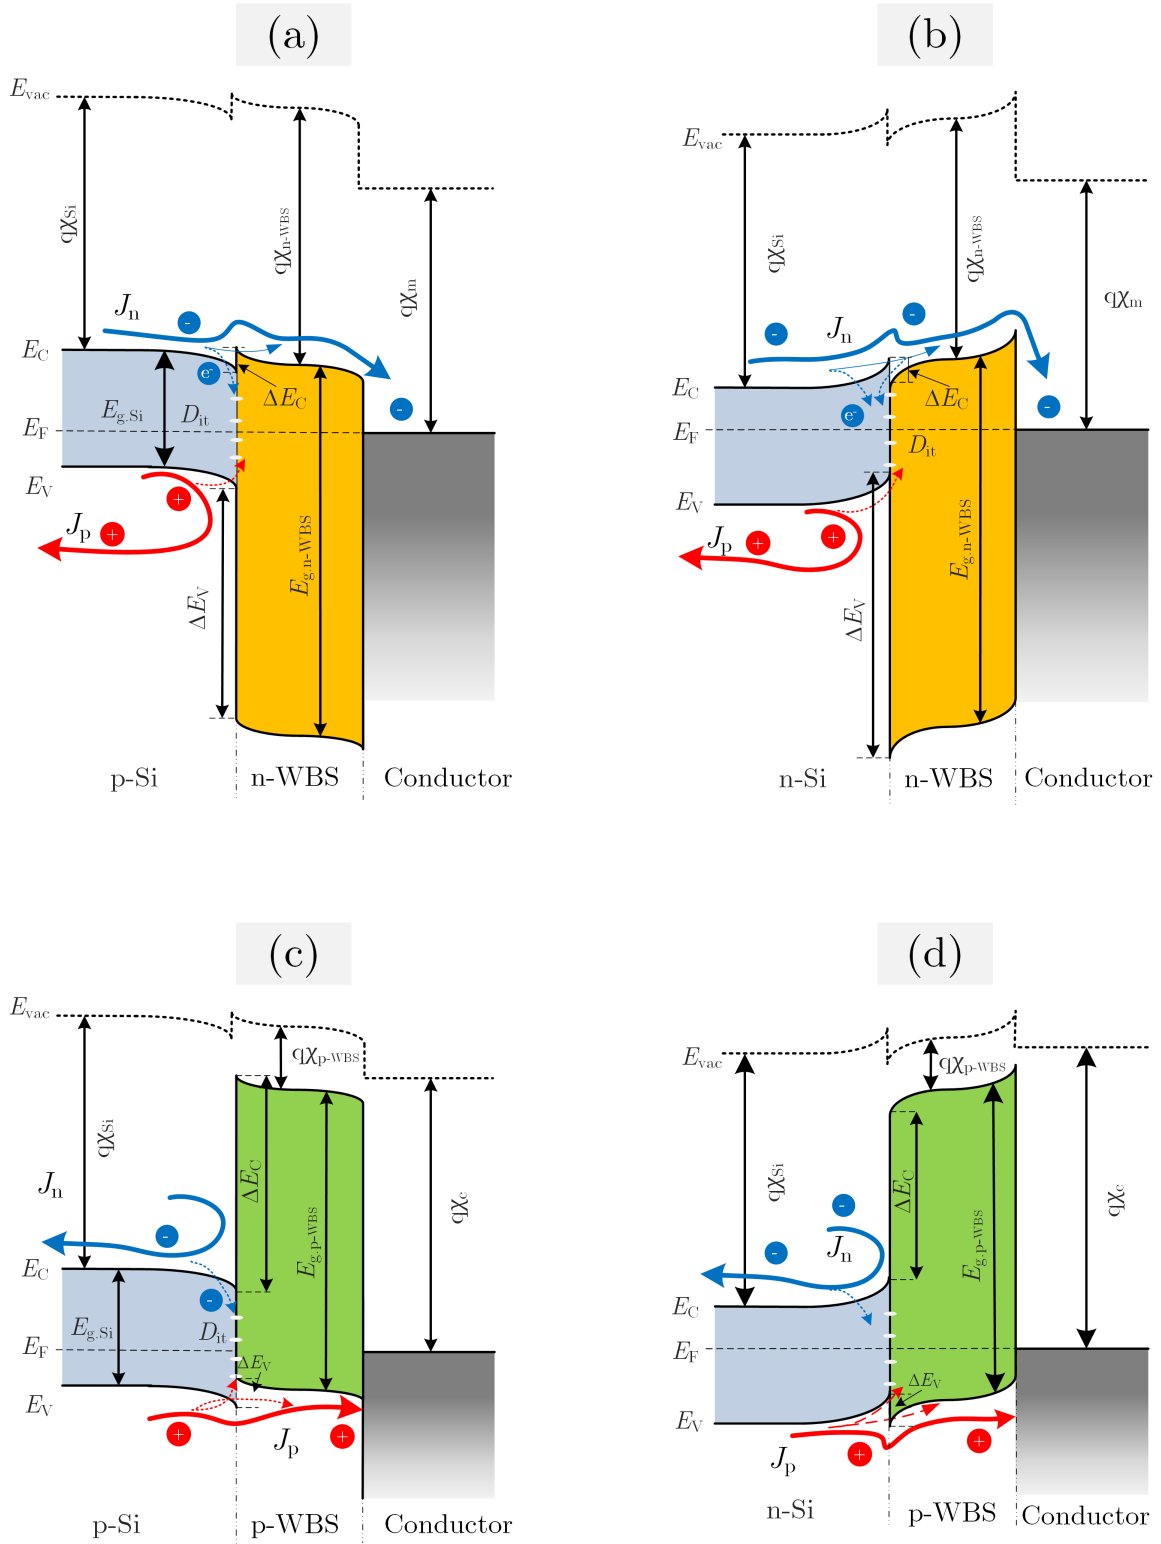 (a)
E_vac
qχ_Si
qχ_n-WBS
qχ_m
J_n
-
E_C
e-
ΔE_C
-
E_g.Si
D_it
E_F
E_V
+
J_p
+
E_g.n-WBS
ΔE_V
p-Si
n-WBS
Conductor
(b)
E_vac
qχ_Si
qχ_n-WBS
qχ_m
-
-
J_n
E_C
ΔE_C
e-
-
E_F
D_it
E_V
J_p
+
+
E_g.n-WBS
ΔE_V
n-Si
n-WBS
Conductor
(c)
E_vac
qχ_p-WBS
qχ_Si
J_n
ΔE_C
qχ_c
-
E_g.p-WBS
E_C
-
E_g.Si
D_it
E_F
ΔE_V
E_V
+
J_p
+
p-Si
p-WBS
Conductor
(d)
E_vac
qχ_p-WBS
qχ_Si
ΔE_C
qχ_c
-
J_n
-
E_g.p-WBS
E_C
E_F
ΔE_V
E_V
J_p
+
+
n-Si
p-WBS
Conductor